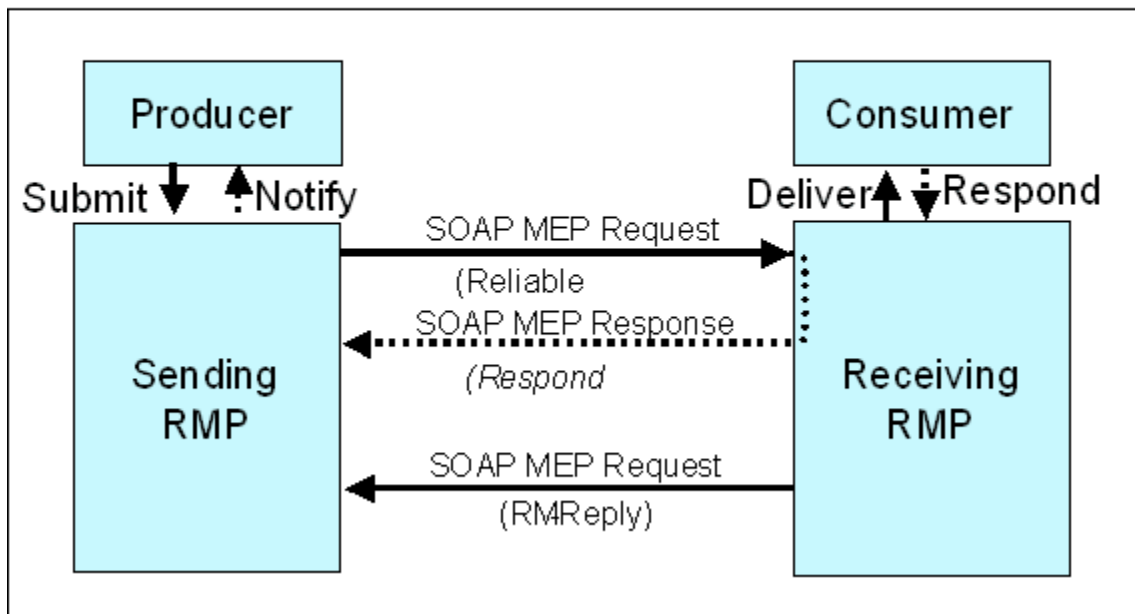 Producer
Consumer
Submit
Notify
Deliver
Respond
SOAP MEP Request
(Reliable
SOAP MEP Response
(Respond
Sending
RMP
Receiving
RMP
SOAP MEP Request
(RMReply)